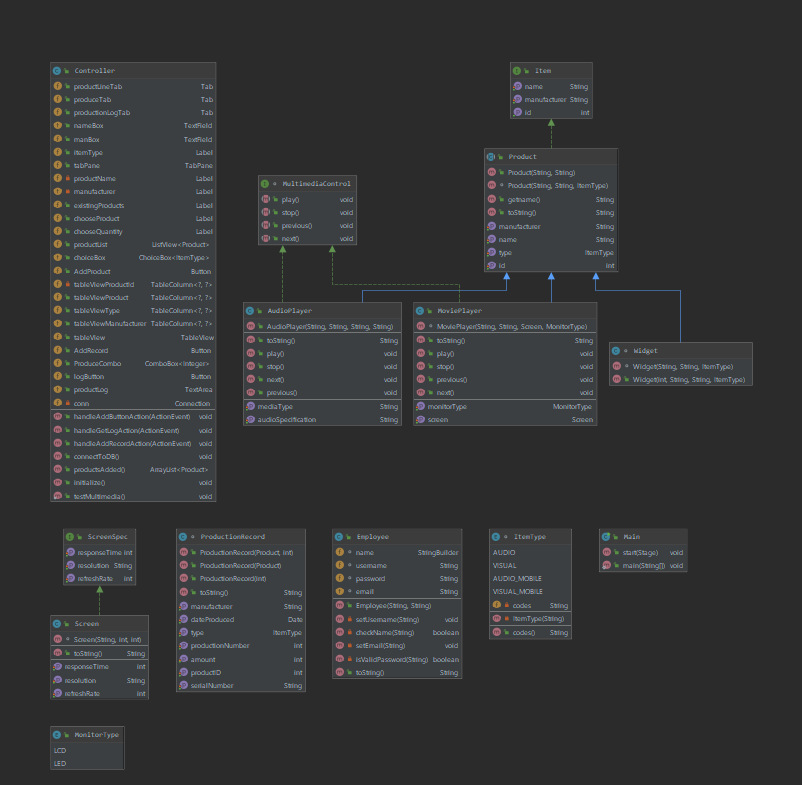 Controller
productLineTab Tab
produceTab Tab
productionLogTab Tab
nameBox TextField
manBox TextField
itemType Label
tabPane TabPane
productName Label
manufacturer Label
existingProducts Label
chooseProduct Label
chooseQuantity Label
productList ListView<Product>
choiceBox ChoiceBox<ItemType>
AddProduct Button
tableViewProductId TableColumn<?, ?>
tableViewProduct TableColumn<?, ?>
tableViewType TableColumn<?, ?>
tableViewManufacturer TableColumn<?, ?>
tableView TableView
AddRecord Button
ProduceCombo ComboBox<Integer>
logButton Button
productLog TextArea
conn Connection
handleAddButtonAction(ActionEvent) void
handleGetLogAction(ActionEvent) void
handleAddRecordAction(ActionEvent) void
connectToDB() void
productsAdded() ArrayList<Product>
initialize() void
testMultimedia() void
Item
name String
manufacturer String
id int
MultimediaControl
play() void
stop() void
previous() void
next() void
Product
Product(String, String)
Product(String, String, ItemType)
getname() String
toString() String
manufacturer String
name String
type ItemType
id int
AudioPlayer
AudioPlayer(String, String, String, String)
toString() String
play() void
stop() void
next() void
previous() void
mediaType String
audioSpecification String
MoviePlayer
MoviePlayer(String, String, Screen, MonitorType)
toString() String
play() void
stop() void
previous() void
next() void
monitorType MonitorType
screen Screen
Widget
Widget(String, String, ItemType)
Widget(int, String, String, ItemType)
ScreenSpec
responseTime int
resolution String
refreshRate int
Screen
Screen(String, int, int)
toString() String
responseTime int
resolution String
refreshRate int
ProductionRecord
ProductionRecord(Product, int)
ProductionRecord(Product)
ProductionRecord(int)
toString() String
manufacturer String
dateProduced Date
type ItemType
productionNumber int
amount int
productID int
serialNumber String
Employee
name StringBuilder
username String
password String
email String
Employee(String, String)
setUsername(String) void
checkName(String) boolean
setEmail(String) void
isValidPassword(String) boolean
toString() String
ItemType
AUDIO
VISUAL
AUDIO_MOBILE
VISUAL_MOBILE
codes String
ItemType(String)
codes() String
Main
start(Stage) void
main(String[]) void
MonitorType
LCD
LED